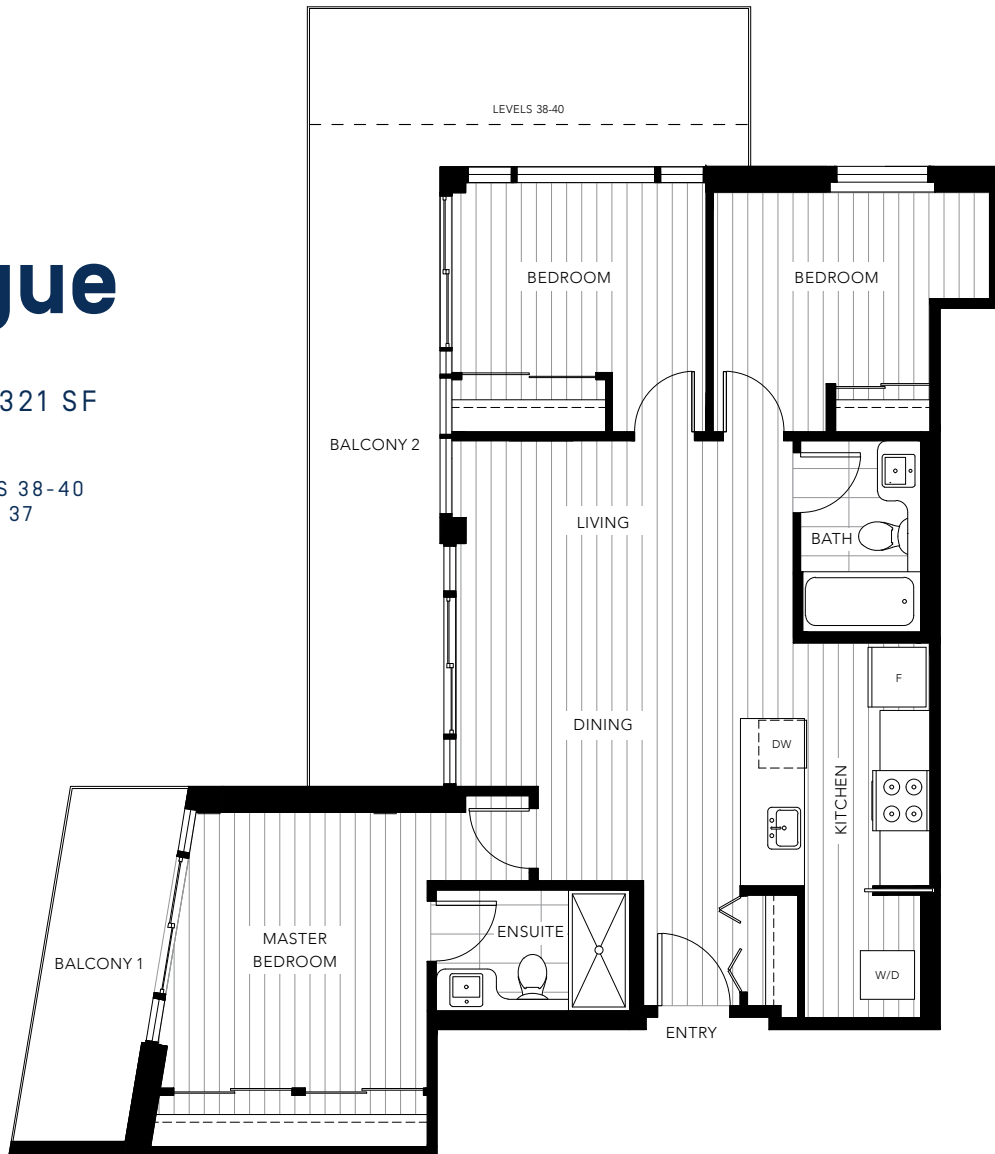 LEVELS 38-40
gue
321 SF
S 38-40
37
BEDROOM
BEDROOM
BALCONY 2
LIVING
BATH
F
DINING
DW
KITCHEN
MASTER
BEDROOM
ENSUITE
BALCONY 1
W/D
ENTRY